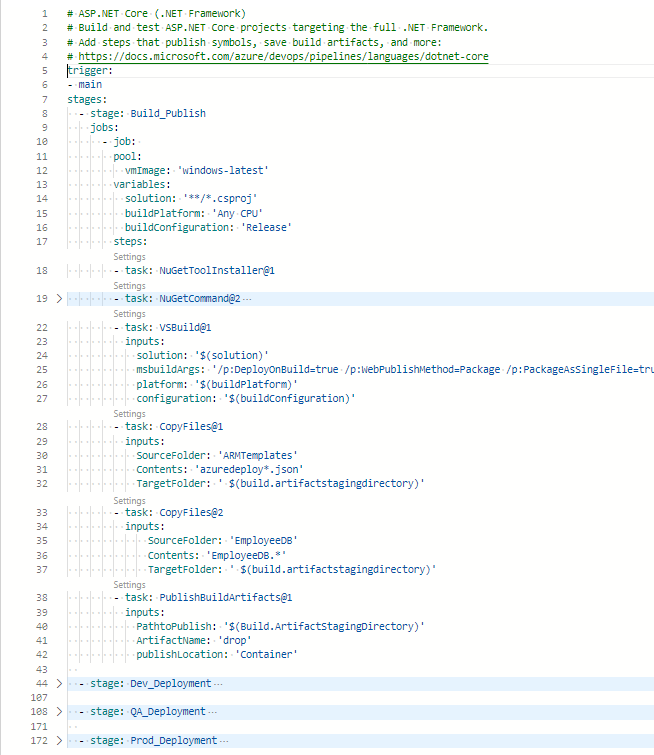 1 # ASP.NET Core (.NET Framework)
2 # Build and test ASP.NET Core projects targeting the full .NET Framework.
3 # Add steps that publish symbols, save build artifacts, and more:
4 # https://docs.microsoft.com/azure/devops/pipelines/languages/dotnet-core
5 trigger:
6 - main
7 stages:
8   - stage: Build_Publish
9     jobs:
10       - job:
11         pool:
12           vmImage: 'windows-latest'
13         variables:
14           solution: '**/*.csproj'
15           buildPlatform: 'Any CPU'
16           buildConfiguration: 'Release'
17         steps:
Settings
18         - task: NuGetToolInstaller@1
Settings
19         - task: NuGetCommand@2 ...
Settings
22         - task: VSBuild@1
23           inputs:
24             solution: '$(solution)'
25             msbuildArgs: '/p:DeployOnBuild=true /p:WebPublishMethod=Package /p:PackageAsSingleFile=tru
26             platform: '$(buildPlatform)'
27             configuration: '$(buildConfiguration)'
Settings
28         - task: CopyFiles@1
29           inputs:
30             SourceFolder: 'ARMTemplates'
31             Contents: 'azuredeploy*.json'
32             TargetFolder: ' $(build.artifactstagingdirectory)'
Settings
33         - task: CopyFiles@2
34           inputs:
35               SourceFolder: 'EmployeeDB'
36               Contents: 'EmployeeDB.*'
37               TargetFolder: ' $(build.artifactstagingdirectory)'
Settings
38         - task: PublishBuildArtifacts@1
39           inputs:
40             PathtoPublish: '$(Build.ArtifactStagingDirectory)'
41             ArtifactName: 'drop'
42             publishLocation: 'Container'
43
44   - stage: Dev_Deployment ...
107
108   - stage: QA_Deployment ...
171
172   - stage: Prod_Deployment ...